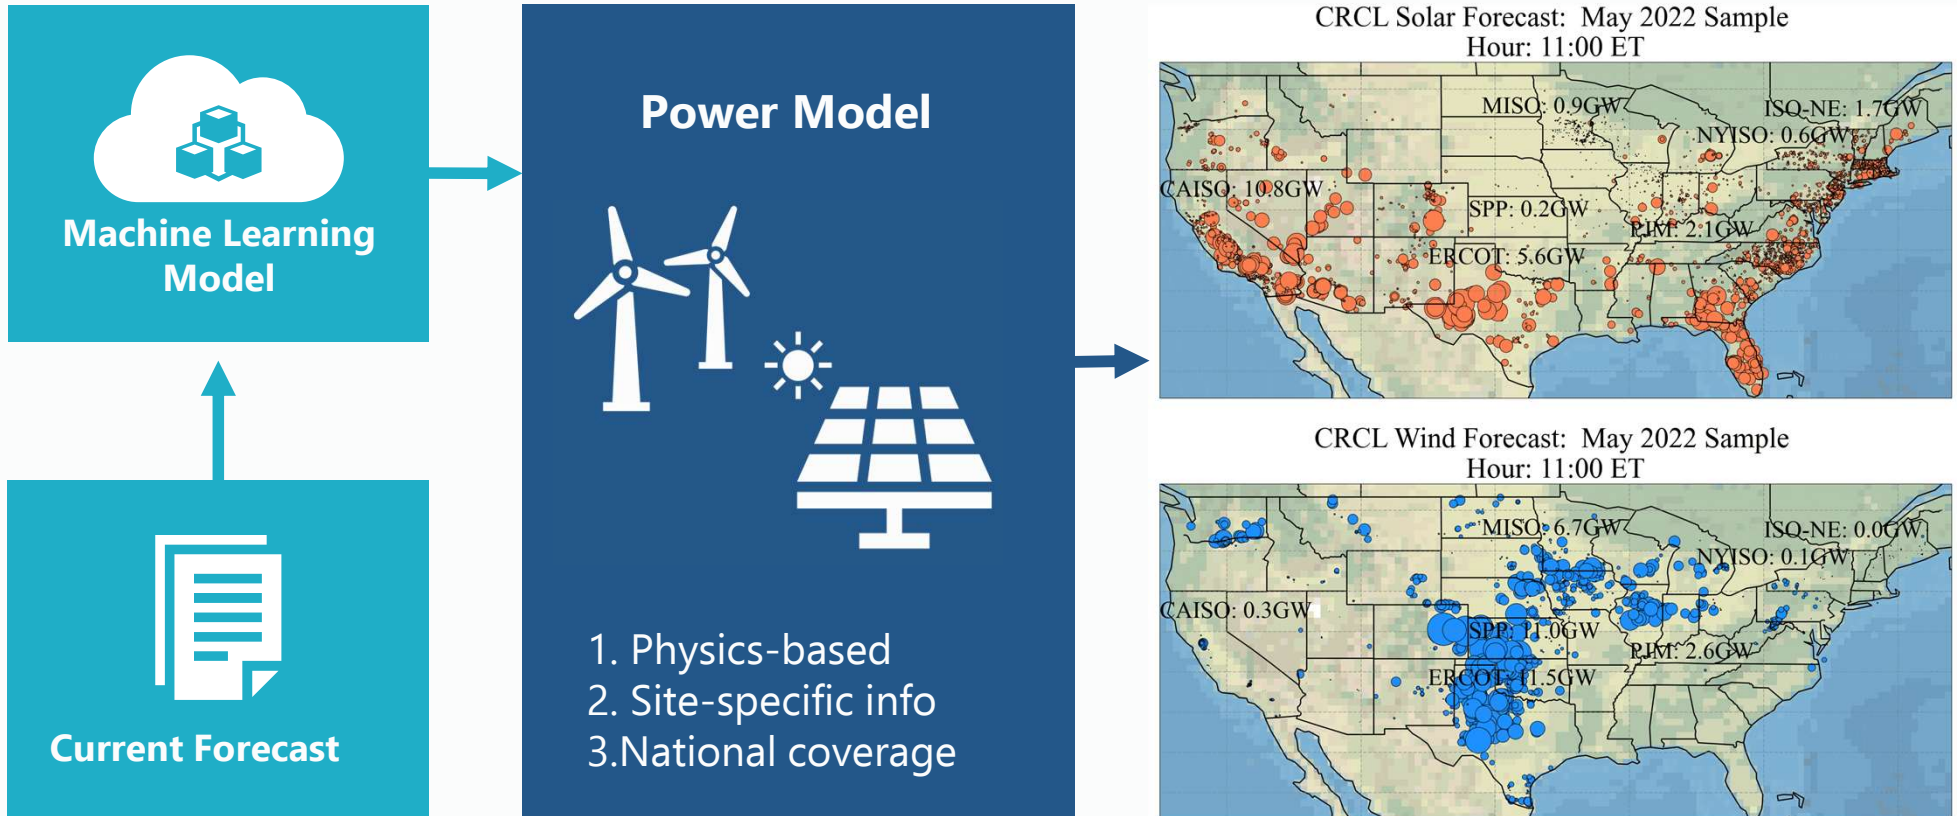 Machine Learning
Model
Current Forecast
Power Model
1. Physics-based
2. Site-specific info
3.National coverage
CRCL Solar Forecast:  May 2022 Sample
Hour: 11:00 ET
MISO: 0.9GW
ISO-NE: 1.7GW
NYISO: 0.6GW
CAISO: 10.8GW
SPP: 0.2GW
PJM: 2.1GW
ERCOT: 5.6GW
CRCL Wind Forecast:  May 2022 Sample
Hour: 11:00 ET
MISO: 6.7GW
ISO-NE: 0.0GW
NYISO: 0.1GW
CAISO: 0.3GW
SPP: 11.0GW
PJM: 2.6GW
ERCOT: 11.5GW